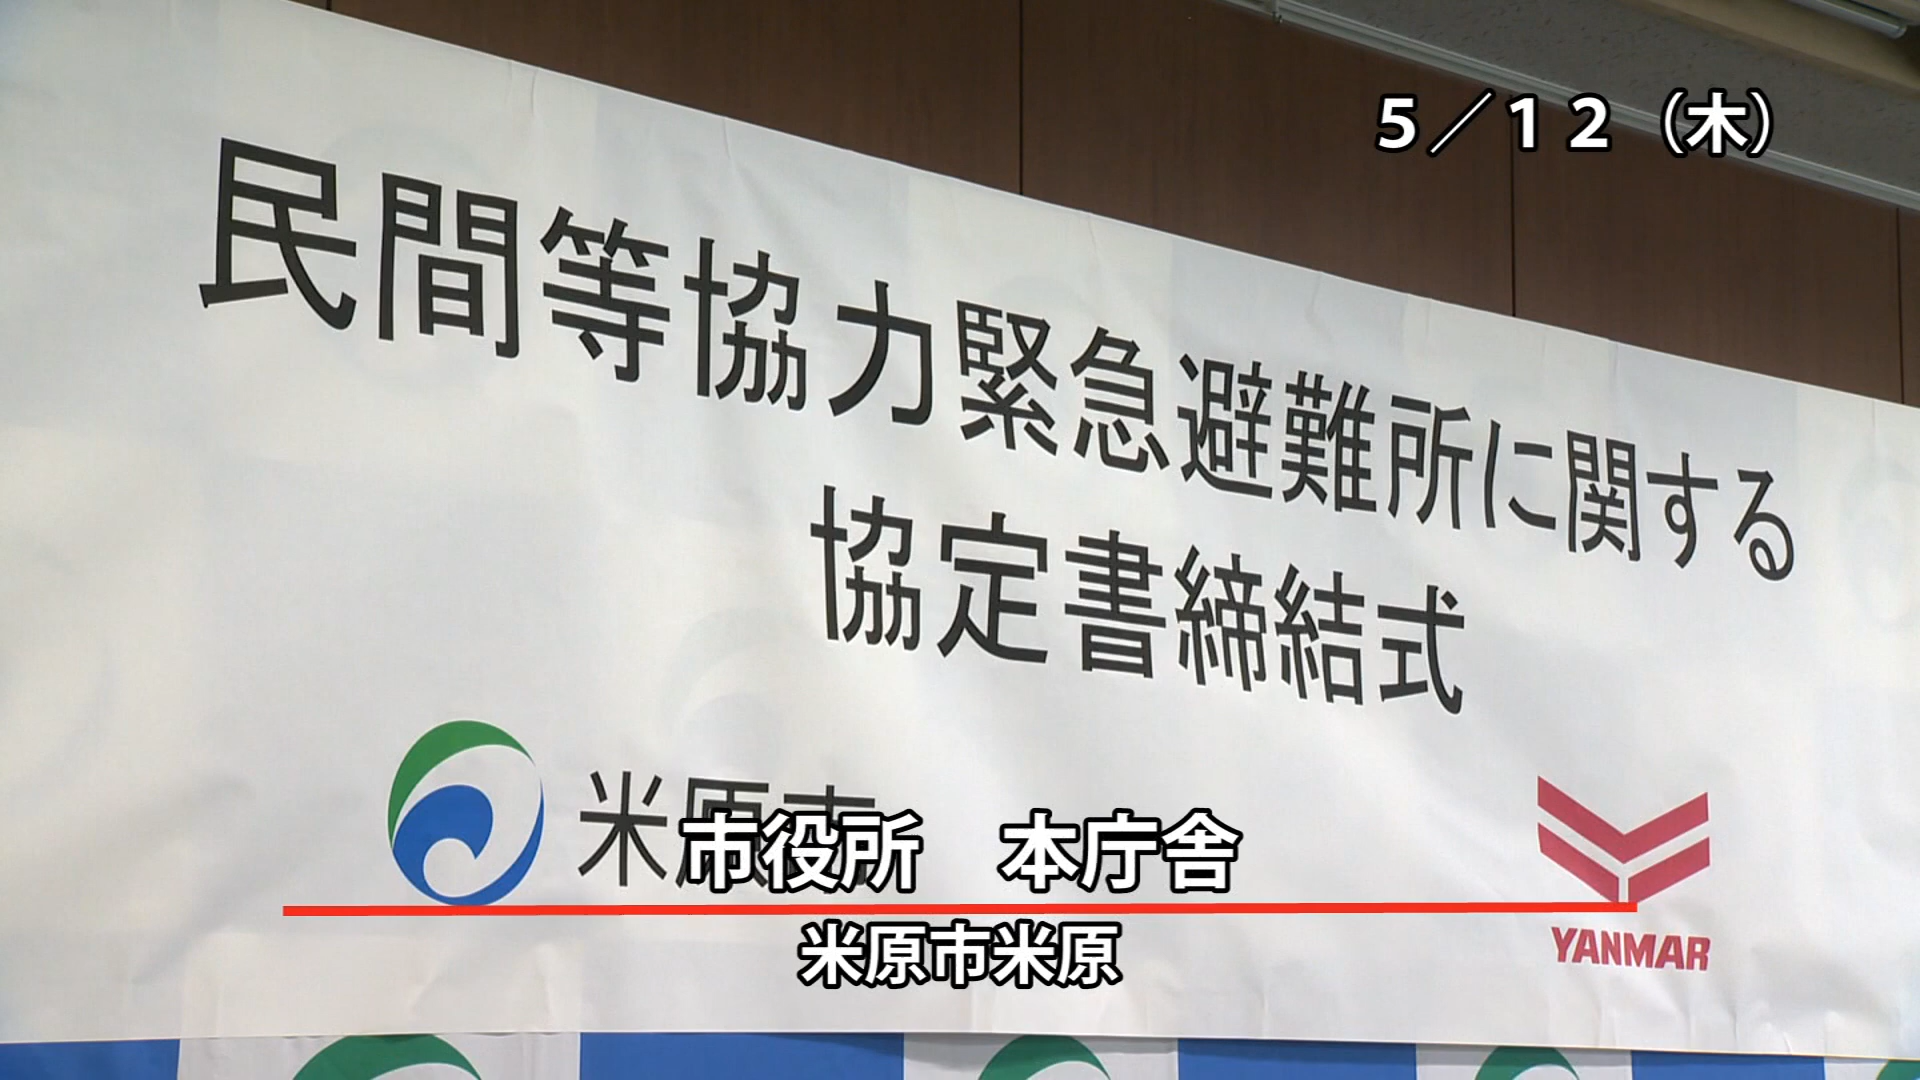 ５／１２（木）
民間等協力緊急避難所に関する
協定書締結式
米原市
市役所　本庁舎
米原市米原
YANMAR